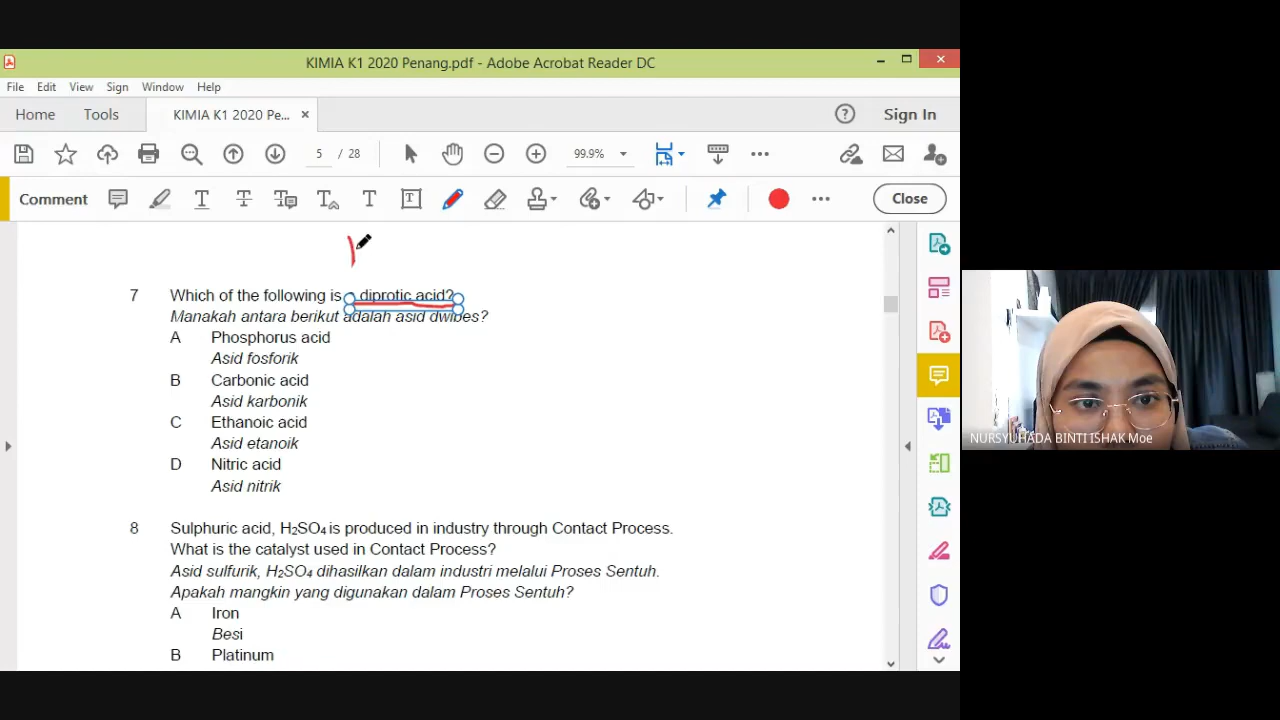 KIMIA K1 2020 Penang.pdf - Adobe Acrobat Reader DC
File Edit View Sign Window Help
Home Tools KIMIA K1 2020 Pe... × Sign In
5 / 28 99.9%
Comment Close
7 Which of the following is a diprotic acid?
Manakah antara berikut adalah asid dwibes?
A Phosphorus acid
Asid fosforik
B Carbonic acid
Asid karbonik
C Ethanoic acid
Asid etanoik
D Nitric acid
Asid nitrik
8 Sulphuric acid, H₂SO₄ is produced in industry through Contact Process.
What is the catalyst used in Contact Process?
Asid sulfurik, H₂SO₄ dihasilkan dalam industri melalui Proses Sentuh.
Apakah mangkin yang digunakan dalam Proses Sentuh?
A Iron
Besi
B Platinum
NURSYUHADA BINTI ISHAK Moe